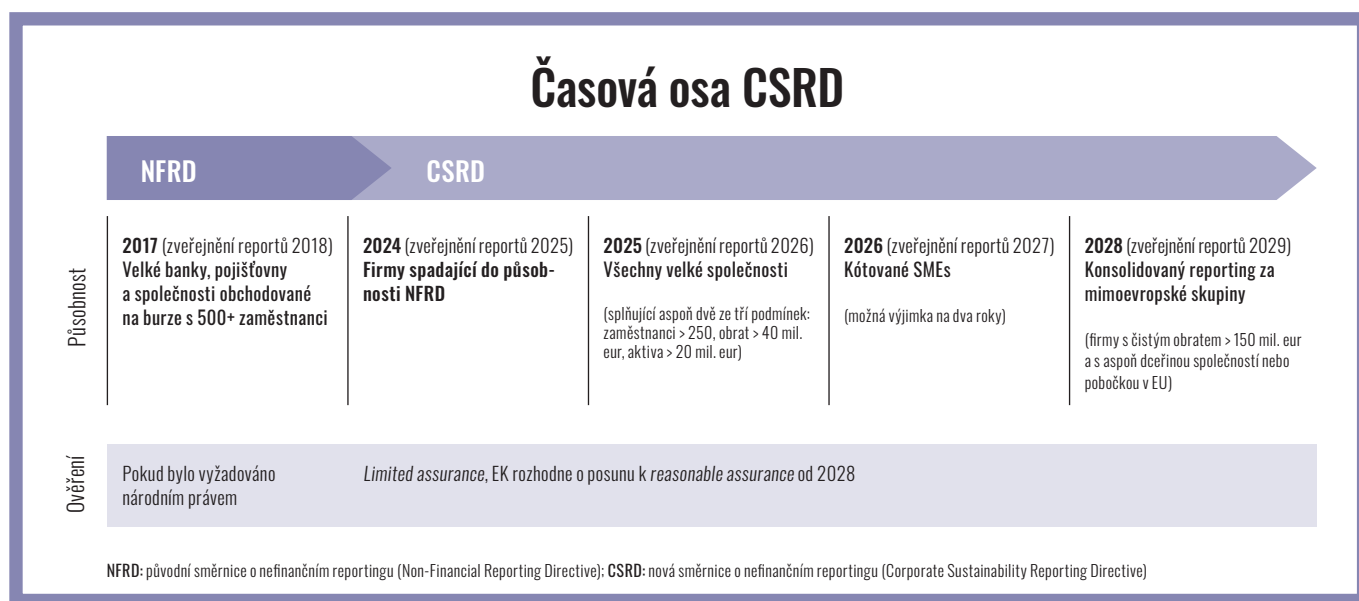 Časová osa CSRD
NFRD
CSRD
Působnost
2017 (zveřejnění reportů 2018)
Velké banky, pojišťovny
a společnosti obchodované
na burze s 500+ zaměstnanci
2024 (zveřejnění reportů 2025)
Firmy spadající do působ-
nosti NFRD
2025 (zveřejnění reportů 2026)
Všechny velké společnosti
(splňující aspoň dvě ze tří podmínek:
zaměstnanci > 250, obrat > 40 mil.
eur, aktiva > 20 mil. eur)
2026 (zveřejnění reportů 2027)
Kótované SMEs
(možná výjimka na dva roky)
2028 (zveřejnění reportů 2029)
Konsolidovaný reporting za
mimoevropské skupiny
(firmy s čistým obratem > 150 mil. eur
a s aspoň dceřinou společností nebo
pobočkou v EU)
Ověření
Pokud bylo vyžadováno
národním právem
Limited assurance, EK rozhodne o posunu k reasonable assurance od 2028
NFRD: původní směrnice o nefinančním reportingu (Non-Financial Reporting Directive); CSRD: nová směrnice o nefinančním reportingu (Corporate Sustainability Reporting Directive)